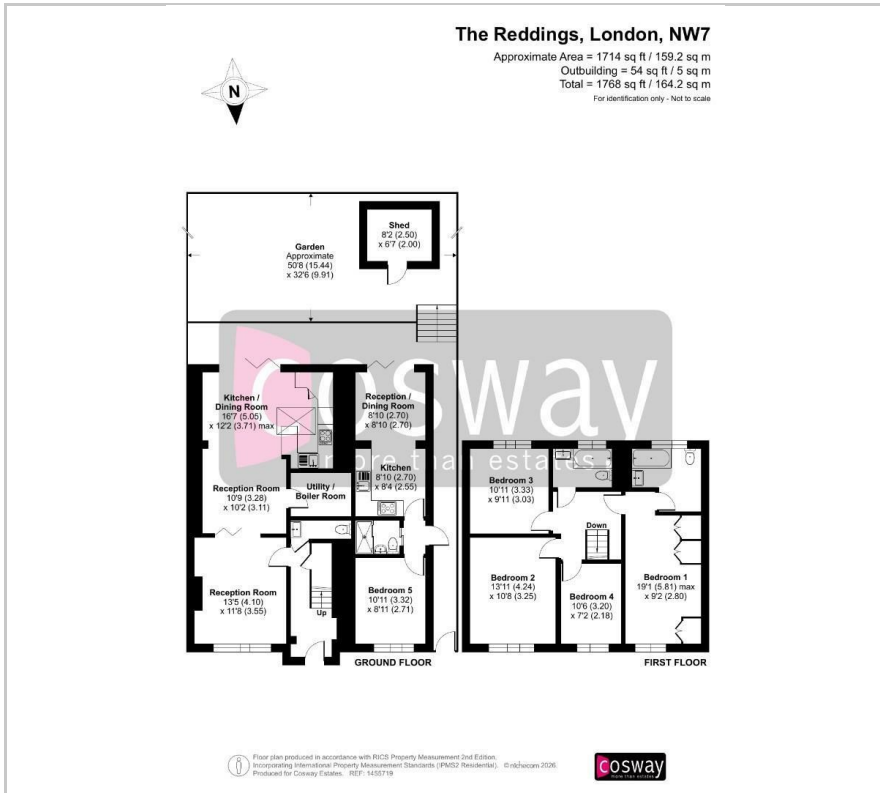 The Reddings, London, NW7
Approximate Area = 1714 sq ft / 159.2 sq m
Outbuilding = 54 sq ft / 5 sq m
Total = 1768 sq ft / 164.2 sq m
For identification only - Not to scale
N
Shed
8'2 (2.50)
x 6'7 (2.00)
Garden
Approximate
50'8 (15.44)
x 32'6 (9.91)
cosway
more than estates
Kitchen /
Dining Room
16'7 (5.05)
x 12'2 (3.71) max
Reception /
Dining Room
8'10 (2.70)
x 8'10 (2.70)
Kitchen
8'10 (2.70)
x 8'4 (2.55)
Reception Room
10'9 (3.28)
x 10'2 (3.11)
Utility /
Boiler Room
Reception Room
13'5 (4.10)
x 11'8 (3.55)
Up
Bedroom 5
10'11 (3.32)
x 8'11 (2.71)
GROUND FLOOR
Bedroom 3
10'11 (3.33)
x 9'11 (3.03)
Down
Bedroom 2
13'11 (4.24)
x 10'8 (3.25)
Bedroom 4
10'6 (3.20)
x 7'2 (2.18)
Bedroom 1
19'1 (5.81) max
x 9'2 (2.80)
FIRST FLOOR
Floor plan produced in accordance with RICS Property Measurement 2nd Edition,
Incorporating International Property Measurement Standards (IPMS2 Residential). © nichecom 2026.
Produced for Cosway Estates. REF: 1455719
cosway
more than estates